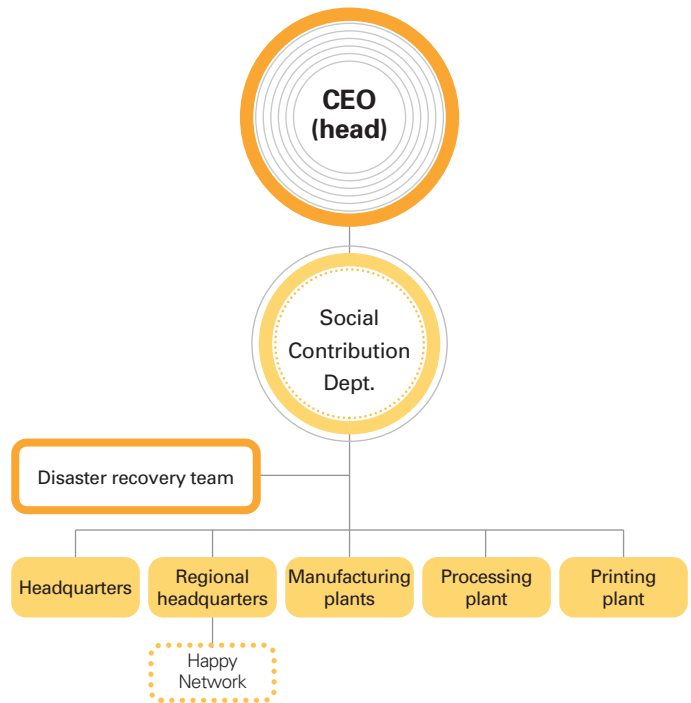 CEO
(head)
Social
Contribution
Dept.
Disaster recovery team
Headquarters
Regional
headquarters
Manufacturing
plants
Processing
plant
Printing
plant
Happy
Network